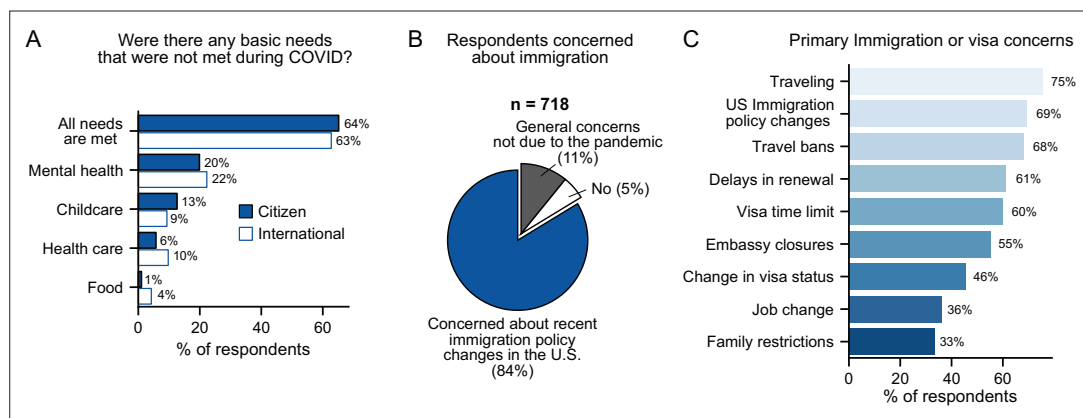 A
Were there any basic needs
that were not met during COVID?
All needs
are met
64%
63%
Mental health
20%
22%
Childcare
13%
9%
Health care
6%
10%
Food
1%
4%
Citizen
International
0
20
40
60
% of respondents
B
Respondents concerned
about immigration
n = 718
General concerns
not due to the pandemic
(11%)
No (5%)
Concerned about recent
immigration policy
changes in the U.S.
(84%)
C
Primary Immigration or visa concerns
Traveling
75%
US Immigration
policy changes
69%
Travel bans
68%
Delays in renewal
61%
Visa time limit
60%
Embassy closures
55%
Change in visa status
46%
Job change
36%
Family restrictions
33%
0
20
40
60
% of respondents